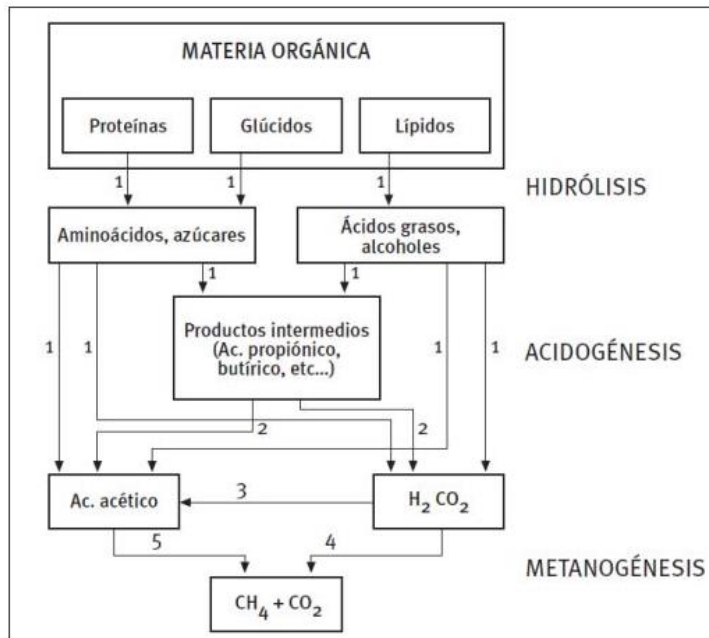 MATERIA ORGÁNICA
Proteínas
Glúcidos
Lípidos
1
1
1
HIDRÓLISIS
Aminoácidos, azúcares
Ácidos grasos,
alcoholes
1
1
1
1
1
1
Productos intermedios
(Ac. propiónico,
butírico, etc...)
ACIDOGÉNESIS
2
2
Ac. acético
3
H₂ CO₂
5
4
METANOGÉNESIS
CH₄ + CO₂